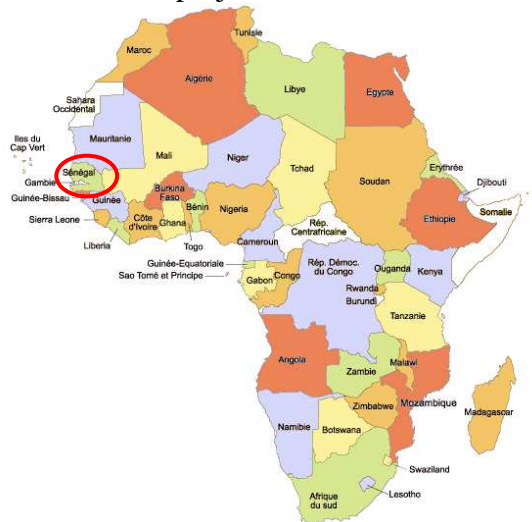 Tunisie
Maroc
Algérie
Libye
Egypte
Sahara
Occidental
Iles du
Cap Vert
Mauritanie
Mali
Niger
Tchad
Soudan
Erythrée
Djibouti
Sénégal
Gambie
Guinée-Bissau
Guinée
Burkina
Faso
Bénin
Nigeria
Ethiopie
Somalie
Sierra Leone
Côte
d'Ivoire
Ghana
Togo
Liberia
Cameroun
Rép.
Centrafricaine
Guinée-Equatoriale
Sao Tomé et Principe
Gabon
Congo
Rép. Démoc.
du Congo
Ouganda
Kenya
Rwanda
Burundi
Tanzanie
Angola
Zambie
Malawi
Mozambique
Zimbabwe
Madagascar
Namibie
Botswana
Swaziland
Lesotho
Afrique
du sud